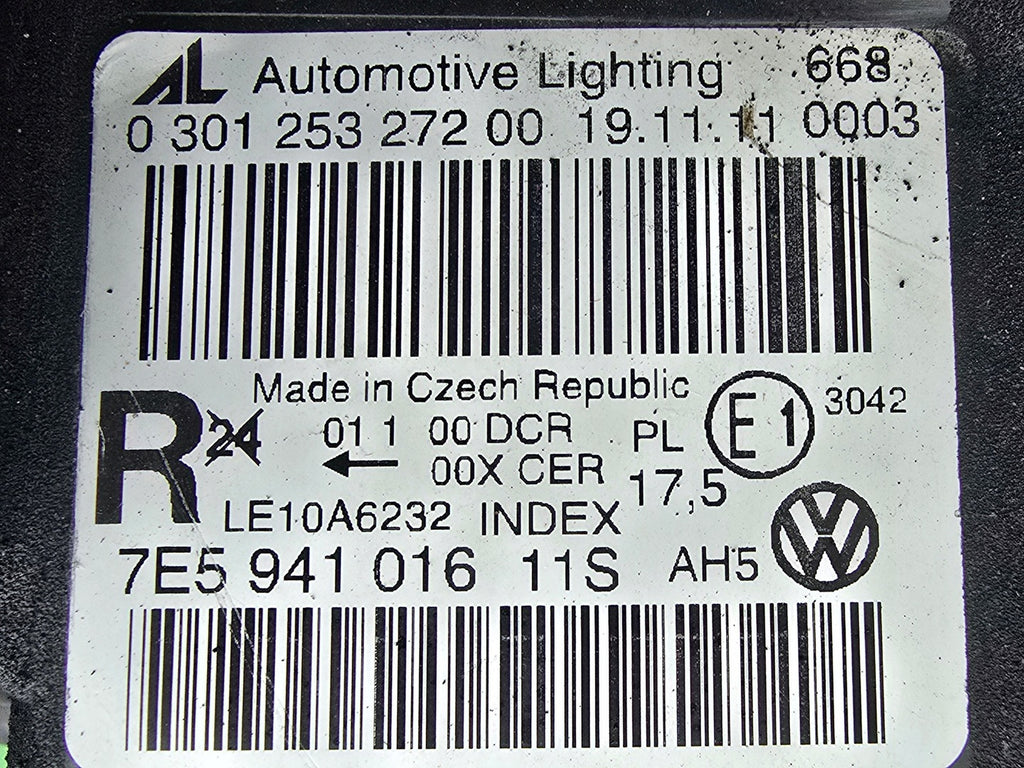 AL Automotive Lighting 668
0 301 253 272 00 19.11.11 0003
Made in Czech Republic
R 24 01 1 00 DCR PL E1 3042
00X CER 17,5
LE10A6232 INDEX
7E5 941 016 11S AH5 VW